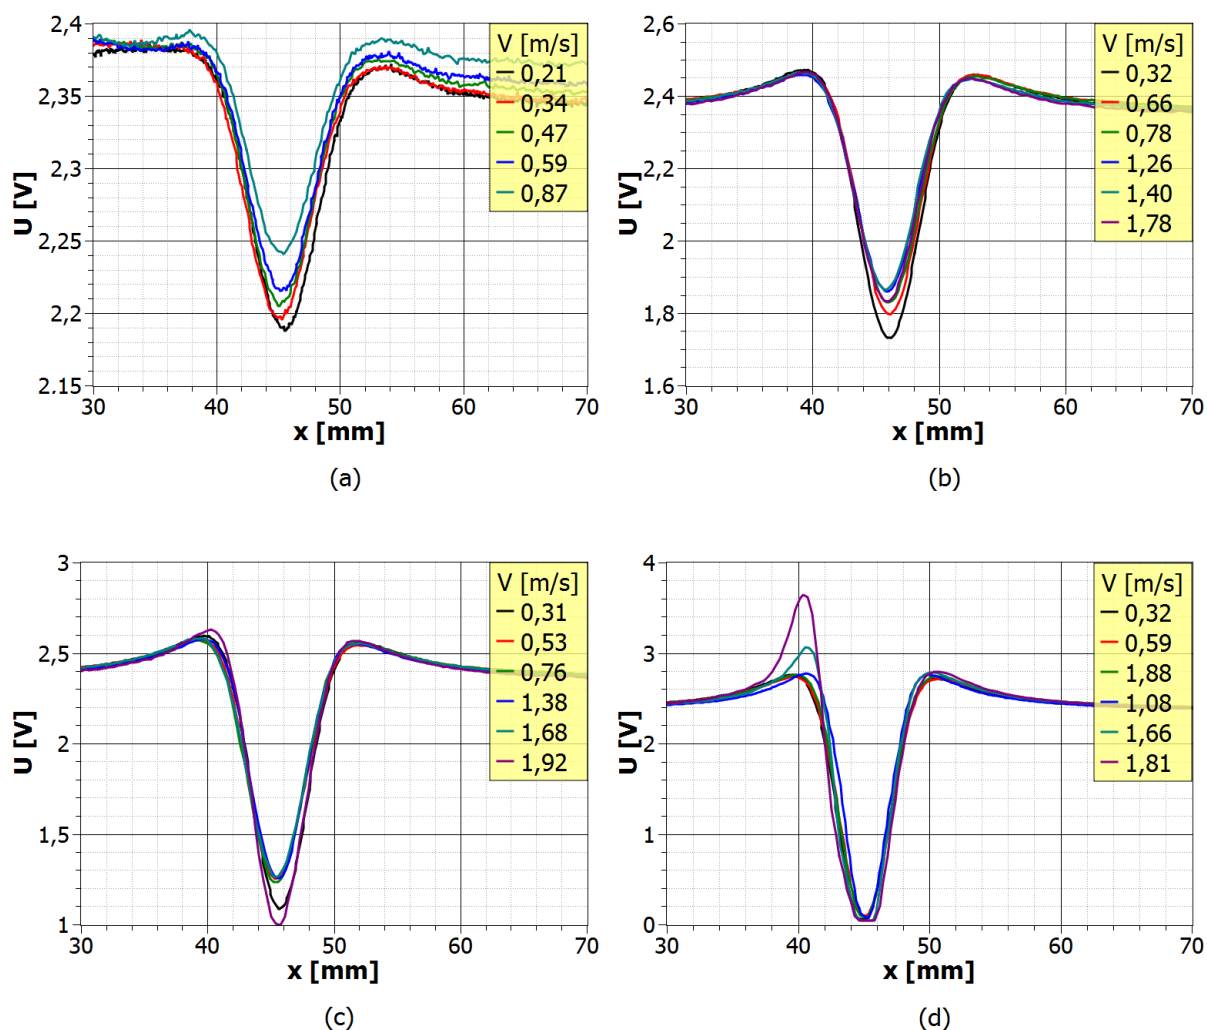 2,4
2,35
2,3
2,25
2,2
2,15
U [V]
30 40 50 60 70
x [mm]
V [m/s]
0,21
0,34
0,47
0,59
0,87
(a)
2,6
2,4
2,2
2
1,8
1,6
U [V]
30 40 50 60 70
x [mm]
V [m/s]
0,32
0,66
0,78
1,26
1,40
1,78
(b)
3
2,5
2
1,5
1
U [V]
30 40 50 60 70
x [mm]
V [m/s]
0,31
0,53
0,76
1,38
1,68
1,92
(c)
4
3
2
1
0
U [V]
30 40 50 60 70
x [mm]
V [m/s]
0,32
0,59
1,88
1,08
1,66
1,81
(d)